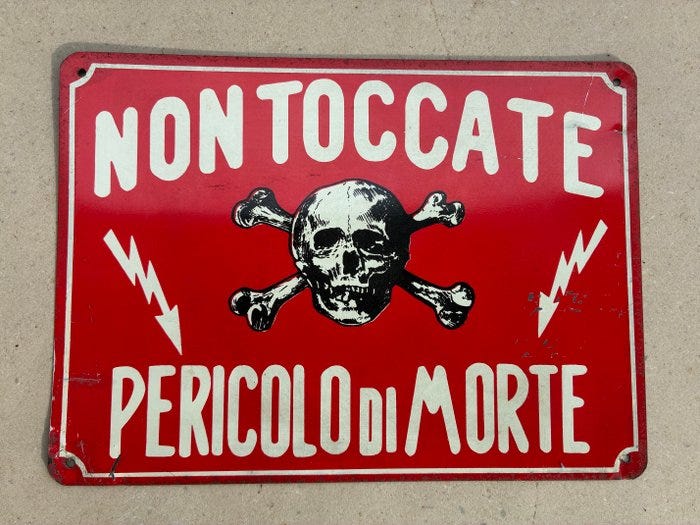 NON TOCCATE
PERICOLO DI MORTE